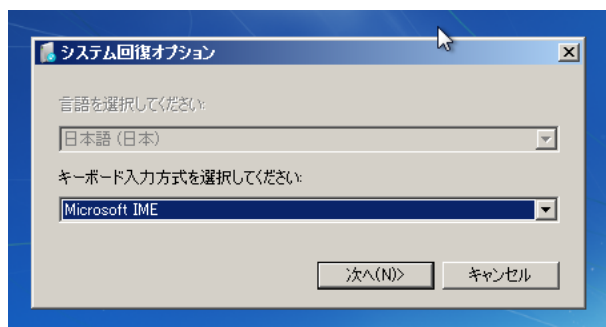 システム回復オプション
言語を選択してください:
日本語 (日本)
キーボード入力方式を選択してください:
Microsoft IME
次へ(N)>
キャンセル